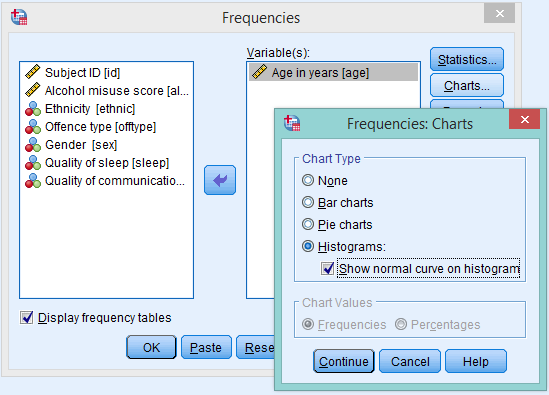 Frequencies
Variable(s):
Subject ID [id]
Alcohol misuse score [al...
Ethnicity [ethnic]
Offence type [offtype]
Gender [sex]
Quality of sleep [sleep]
Quality of communicatio...
Age in years [age]
Statistics...
Charts...
Display frequency tables
OK
Paste
Rese
Frequencies: Charts
Chart Type
None
Bar charts
Pie charts
Histograms:
Show normal curve on histogram
Chart Values
Frequencies
Percentages
Continue
Cancel
Help